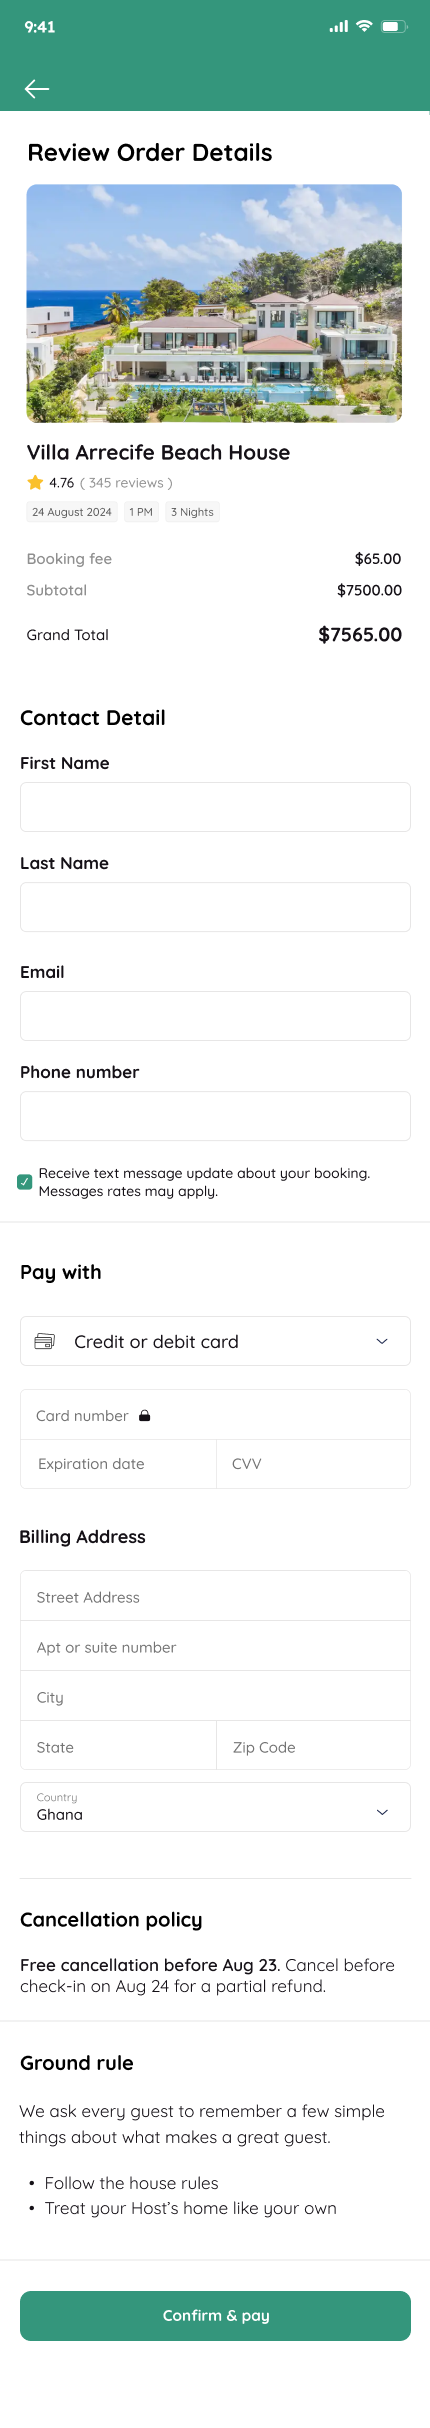 9:41
Review Order Details
Villa Arrecife Beach House
4.76 ( 345 reviews )
24 August 2024 1 PM 3 Nights
Booking fee $65.00
Subtotal $7500.00
Grand Total $7565.00
Contact Detail
First Name
Last Name
Email
Phone number
Receive text message update about your booking.
Messages rates may apply.
Pay with
Credit or debit card
Card number
Expiration date CVV
Billing Address
Street Address
Apt or suite number
City
State Zip Code
Country
Ghana
Cancellation policy
Free cancellation before Aug 23. Cancel before
check-in on Aug 24 for a partial refund.
Ground rule
We ask every guest to remember a few simple
things about what makes a great guest.
• Follow the house rules
• Treat your Host’s home like your own
Confirm & pay